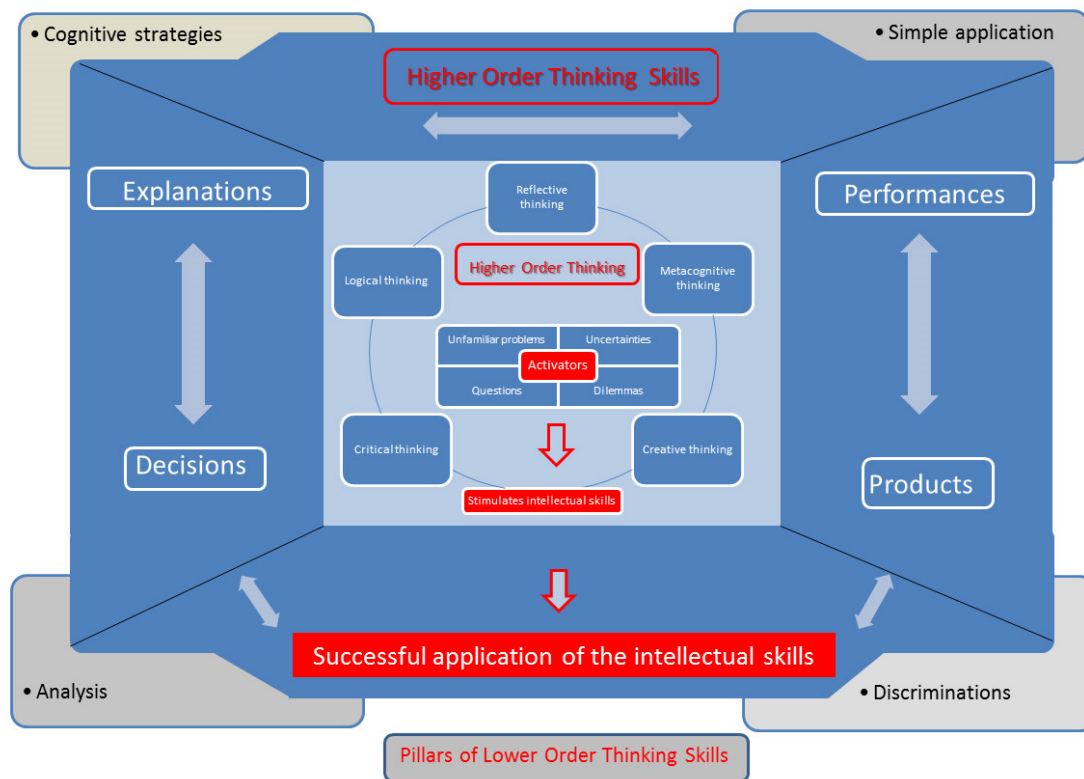 • Cognitive strategies
• Simple application
Higher Order Thinking Skills
Explanations
Performances
Reflective
thinking
Higher Order Thinking
Logical thinking
Metacognitive
thinking
Unfamiliar problems
Uncertainties
Activators
Questions
Dilemmas
Critical thinking
Creative thinking
Decisions
Products
Stimulates intellectual skills
Successful application of the intellectual skills
• Analysis
• Discriminations
Pillars of Lower Order Thinking Skills